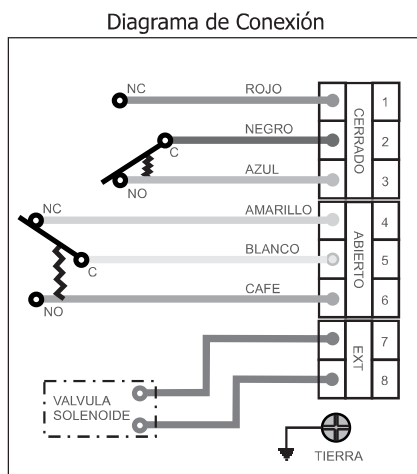 Diagrama de Conexión
NC
ROJO
1
NEGRO
2
C
AZUL
3
NO
CERRADO
NC
AMARILLO
4
BLANCO
5
C
CAFE
6
NO
ABIERTO
7
EXT
8
VALVULA
SOLENOIDE
TIERRA